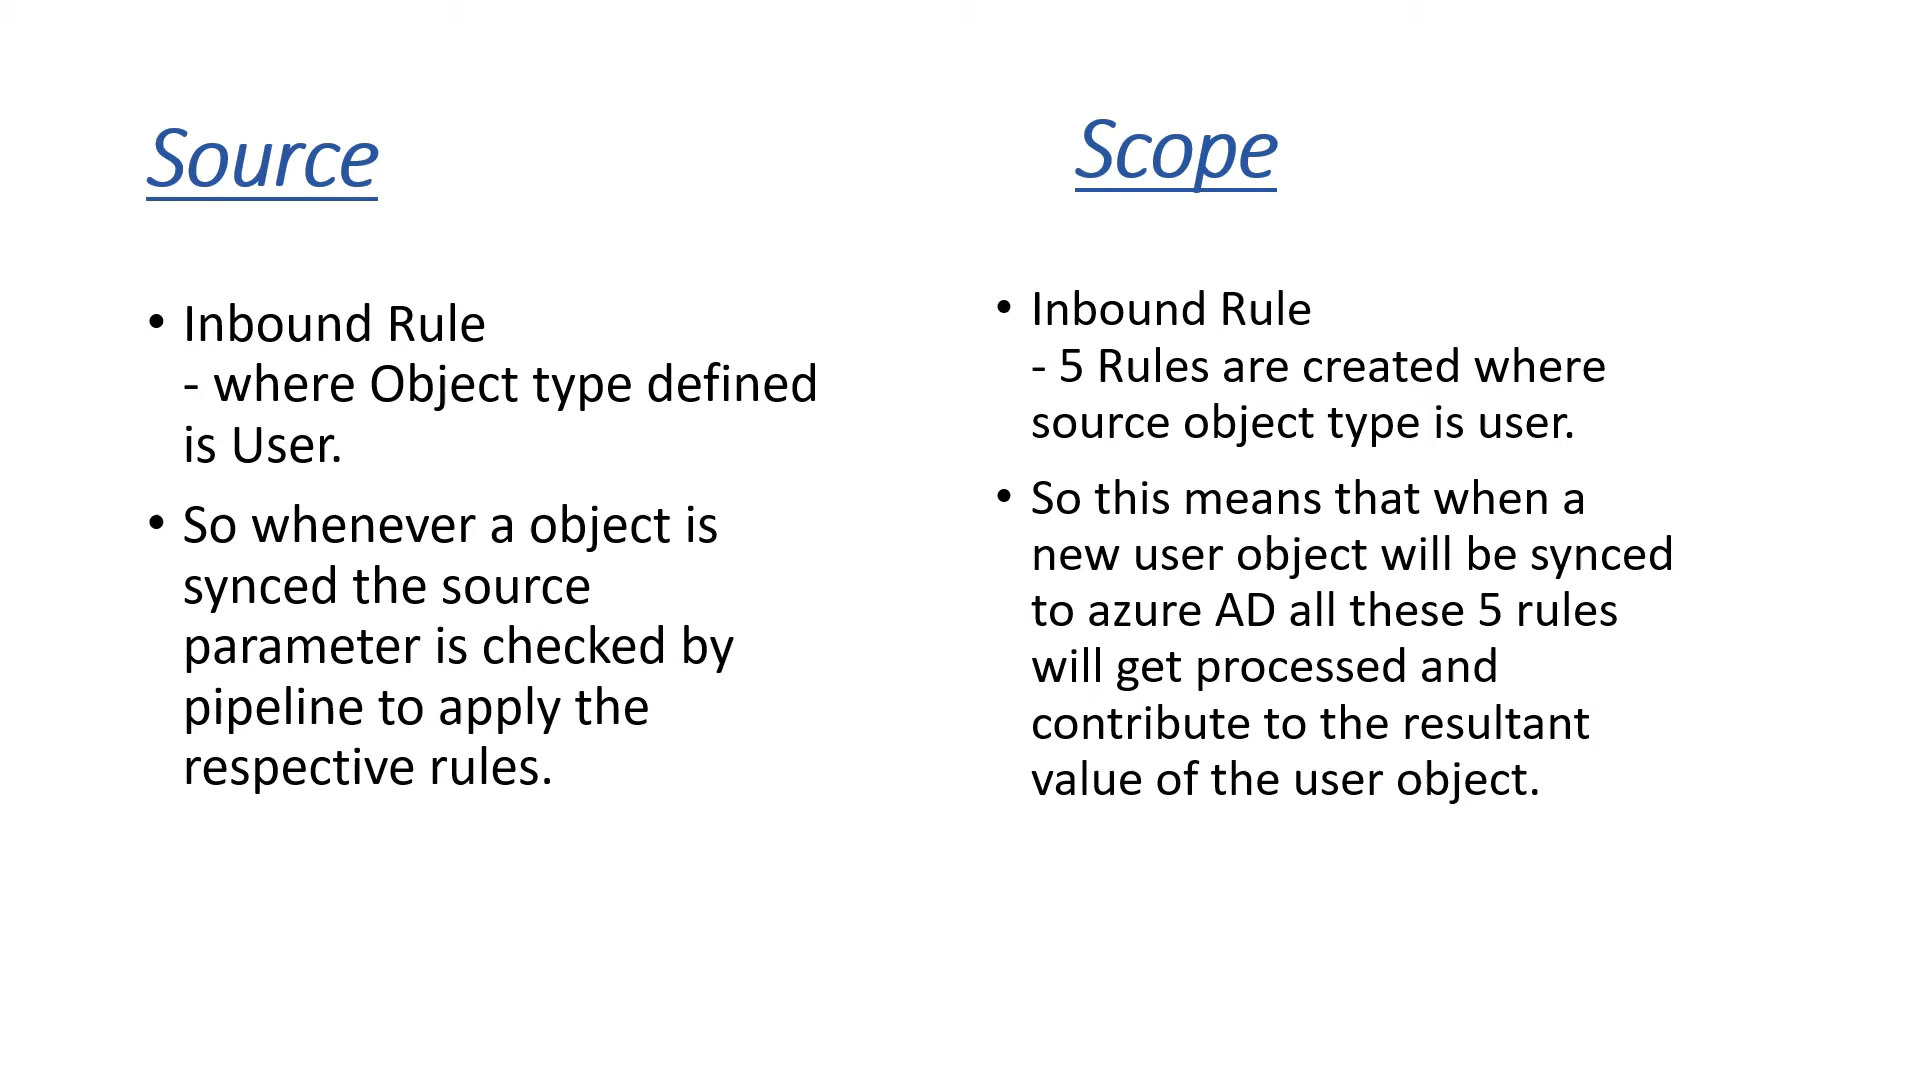 Source
• Inbound Rule
- where Object type defined
is User.
• So whenever a object is
synced the source
parameter is checked by
pipeline to apply the
respective rules.
Scope
• Inbound Rule
- 5 Rules are created where
source object type is user.
• So this means that when a
new user object will be synced
to azure AD all these 5 rules
will get processed and
contribute to the resultant
value of the user object.